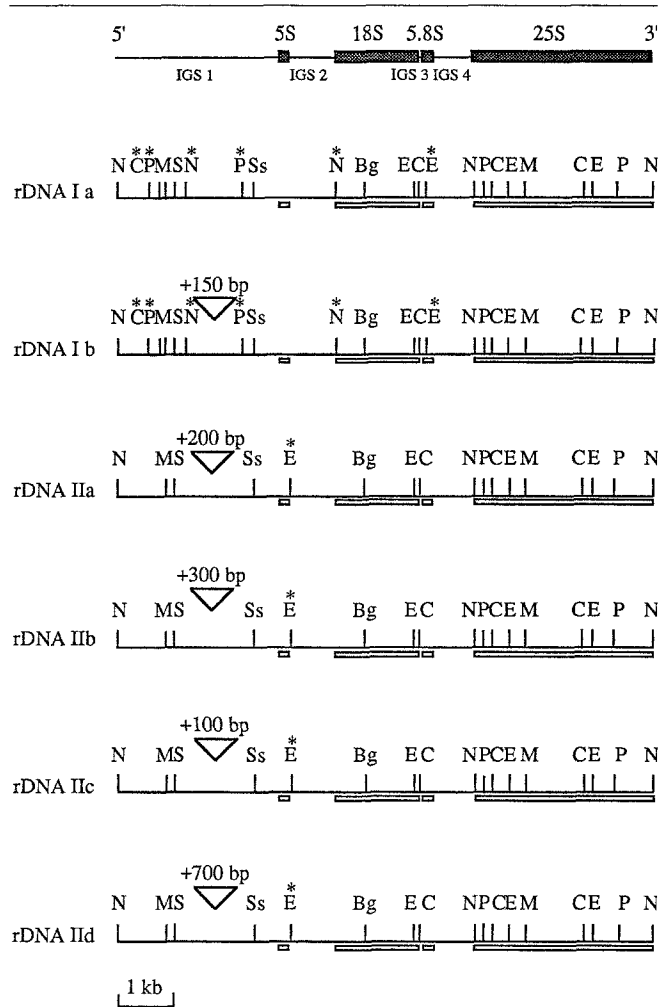 5' 5S 18S 5.8S 25S 3'
IGS 1 IGS 2 IGS 3 IGS 4
* * * * * *
N C P M S N P Ss N Bg E C E N P C E M C E P N
rDNA I a
+150 bp
* * * * * *
N C P M S N P Ss N Bg E C E N P C E M C E P N
rDNA I b
+200 bp *
N M S Ss E Bg E C N P C E M C E P N
rDNA IIa
+300 bp *
N M S Ss E Bg E C N P C E M C E P N
rDNA IIb
+100 bp *
N M S Ss E Bg E C N P C E M C E P N
rDNA IIc
+700 bp *
N M S Ss E Bg E C N P C E M C E P N
rDNA IId
1 kb